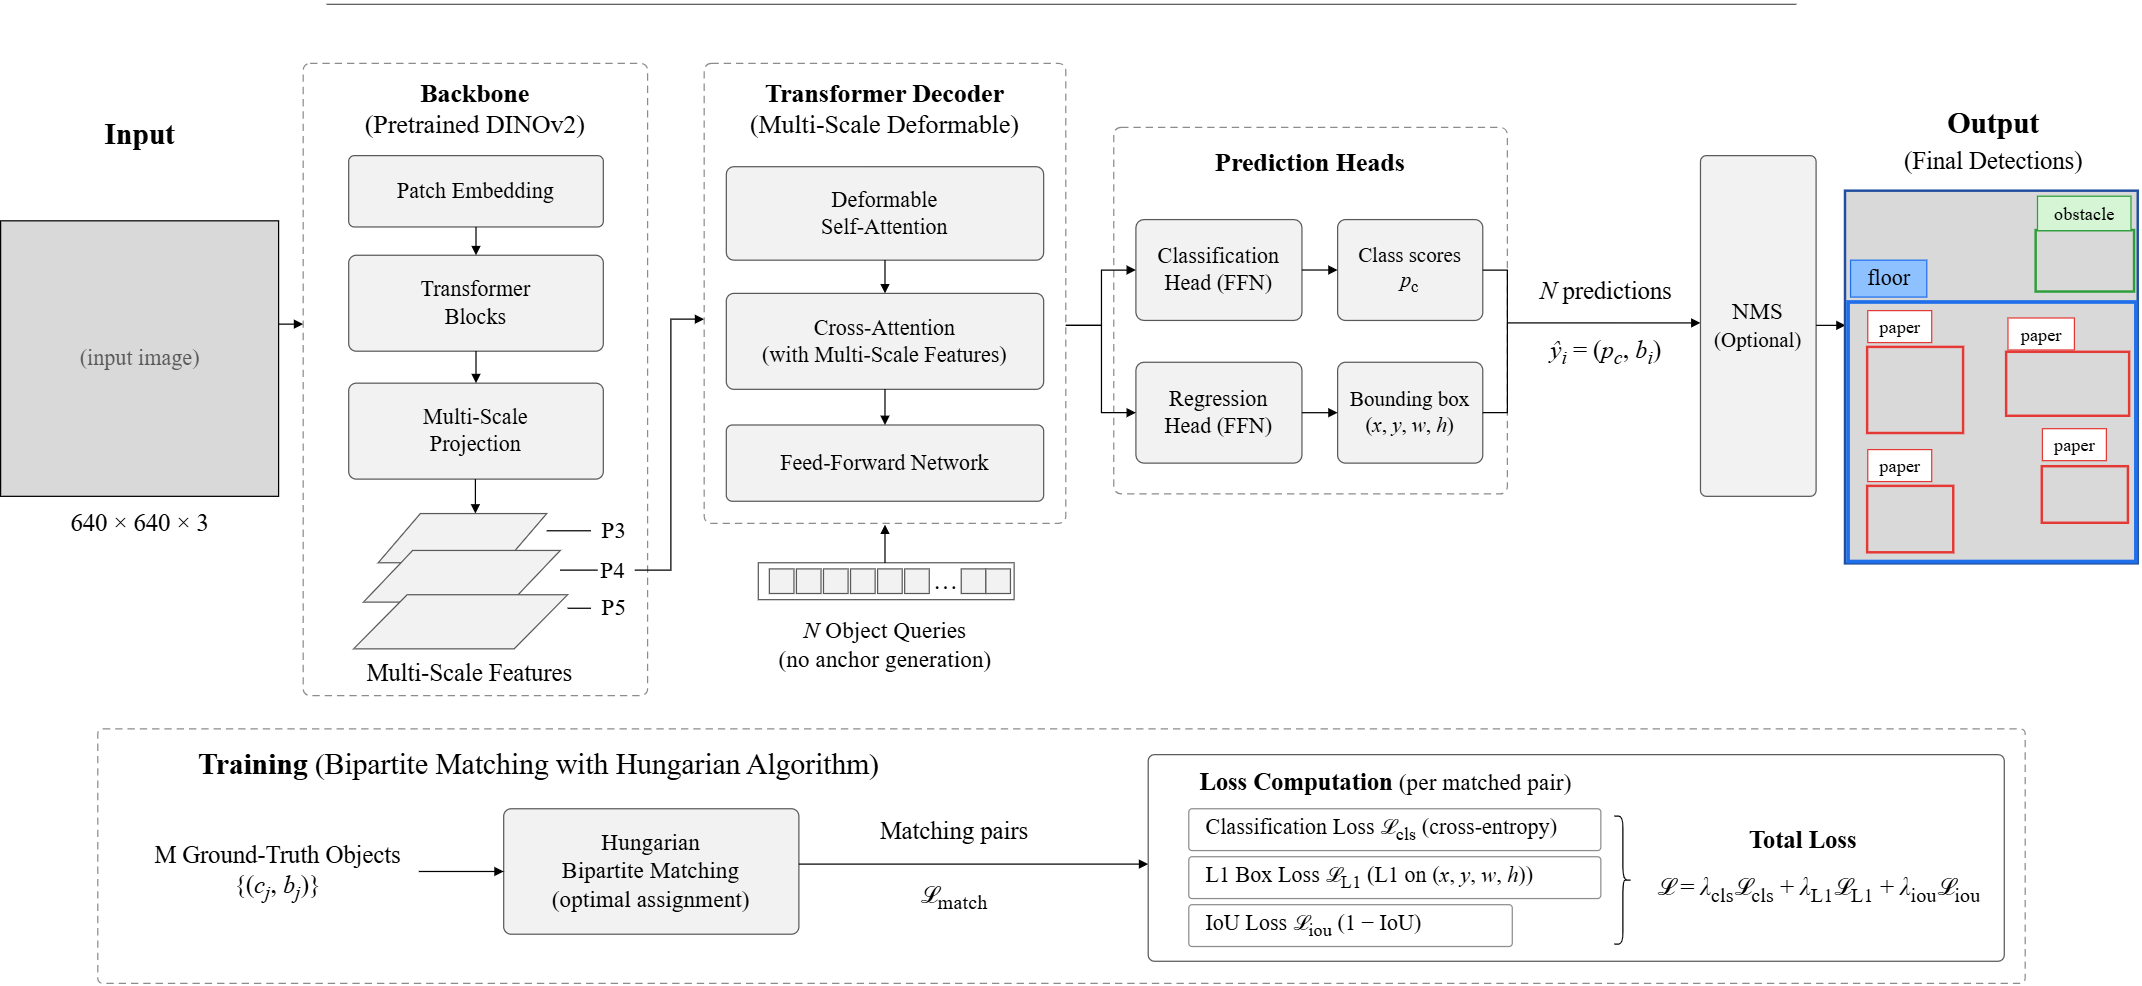 Input
(input image)
640 × 640 × 3
Backbone
(Pretrained DINOv2)
Patch Embedding
Transformer
Blocks
Multi-Scale
Projection
P3
P4
P5
Multi-Scale Features
Transformer Decoder
(Multi-Scale Deformable)
Deformable
Self-Attention
Cross-Attention
(with Multi-Scale Features)
Feed-Forward Network
...
N Object Queries
(no anchor generation)
Prediction Heads
Classification
Head (FFN)
Class scores
p_c
Regression
Head (FFN)
Bounding box
(x, y, w, h)
N predictions
ŷ_i = (p_c, b_i)
NMS
(Optional)
Output
(Final Detections)
obstacle
floor
paper
paper
paper
paper
Training (Bipartite Matching with Hungarian Algorithm)
M Ground-Truth Objects
{(c_j, b_j)}
Hungarian
Bipartite Matching
(optimal assignment)
Matching pairs
ℒ_match
Loss Computation (per matched pair)
Classification Loss ℒ_cls (cross-entropy)
L1 Box Loss ℒ_L1 (L1 on (x, y, w, h))
IoU Loss ℒ_iou (1 − IoU)
Total Loss
ℒ = λ_cls ℒ_cls + λ_L1 ℒ_L1 + λ_iou ℒ_iou